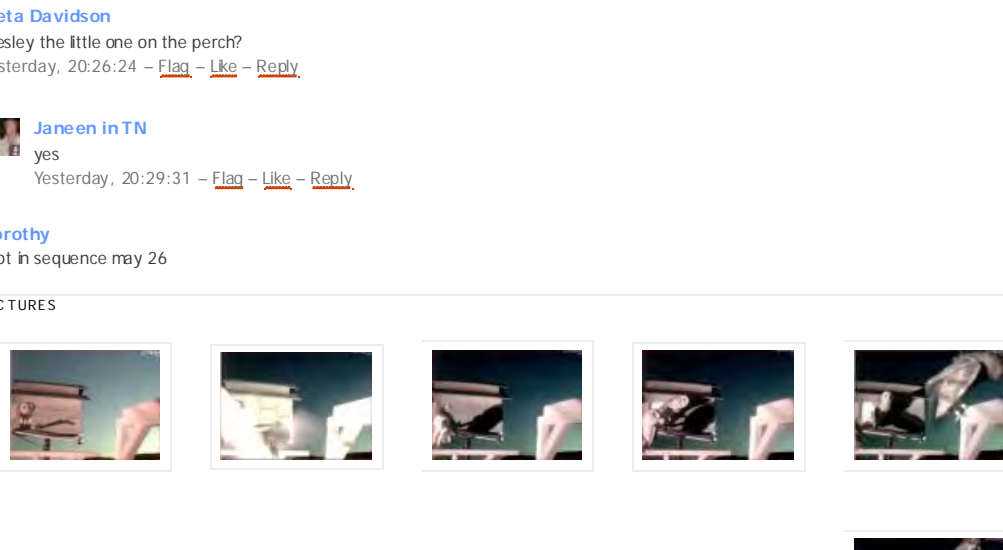 eta Davidson
esley the little one on the perch?
sterday, 20:26:24 – Flag – Like – Reply
Janeen in TN
yes
Yesterday, 20:29:31 – Flag – Like – Reply
orothy
ot in sequence may 26
CTURES